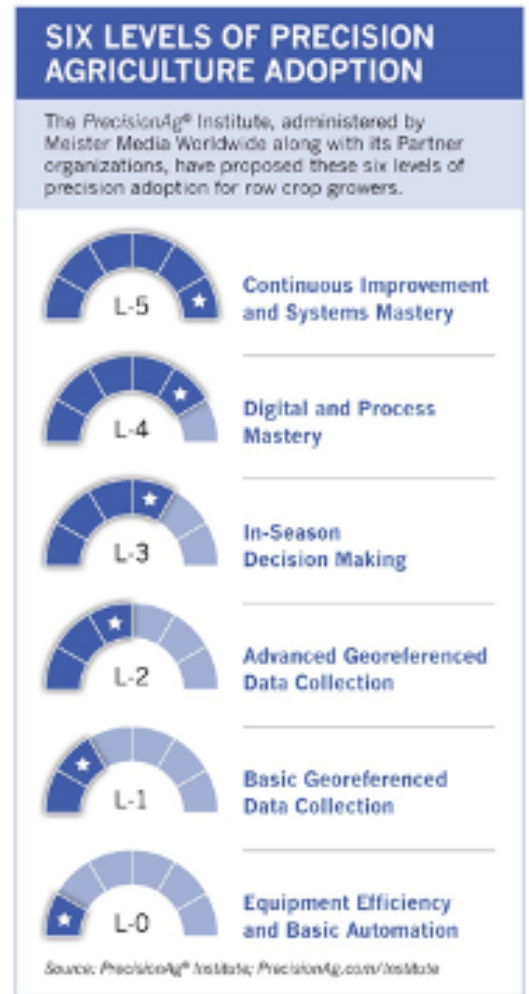 SIX LEVELS OF PRECISION
AGRICULTURE ADOPTION
The PrecisionAg® Institute, administered by
Meister Media Worldwide along with its Partner
organizations, have proposed these six levels of
precision adoption for row crop growers.
L-5
Continuous Improvement
and Systems Mastery
L-4
Digital and Process
Mastery
L-3
In-Season
Decision Making
L-2
Advanced Georeferenced
Data Collection
L-1
Basic Georeferenced
Data Collection
L-0
Equipment Efficiency
and Basic Automation
Source: PrecisionAg® Institute; PrecisionAg.com/Institute